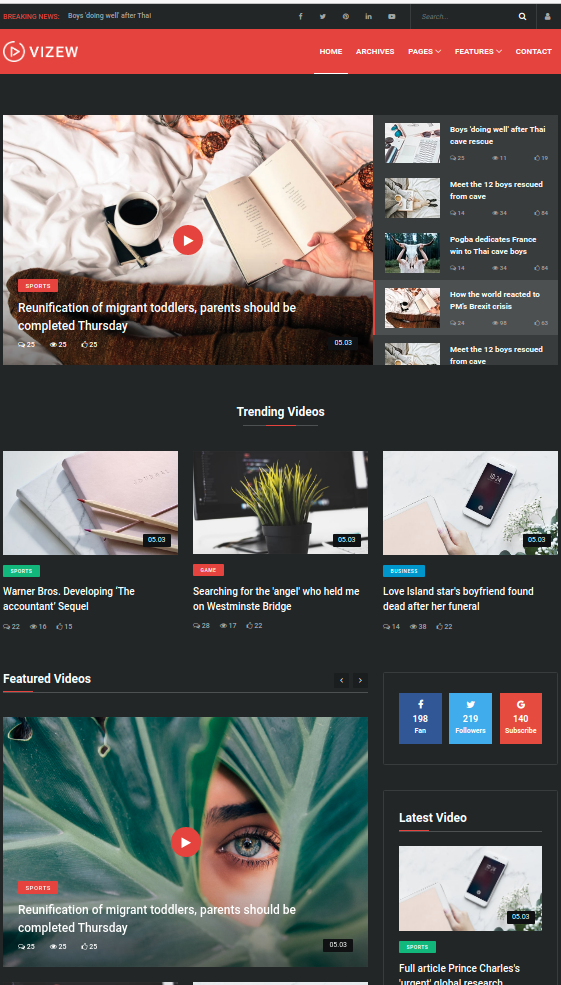 BREAKING NEWS: Boys 'doing well' after Thai
Search...
VIZEW
HOME ARCHIVES PAGES FEATURES CONTACT
SPORTS
Reunification of migrant toddlers, parents should be
completed Thursday
25 25 25
05.03
Boys 'doing well' after Thai
cave rescue
25 11 19
Meet the 12 boys rescued
from cave
14 34 84
Pogba dedicates France
win to Thai cave boys
14 34 84
How the world reacted to
PM's Brexit crisis
24 98 63
Meet the 12 boys rescued
from cave
Trending Videos
05.03
SPORTS
Warner Bros. Developing 'The
accountant' Sequel
22 16 15
05.03
GAME
Searching for the 'angel' who held me
on Westminste Bridge
28 17 22
10:24
05.03
BUSINESS
Love Island star's boyfriend found
dead after her funeral
14 38 22
Featured Videos
SPORTS
Reunification of migrant toddlers, parents should be
completed Thursday
25 25 25
05.03
198
Fan
219
Followers
140
Subscribe
Latest Video
05.03
SPORTS
Full article Prince Charles's
'urgent' global research